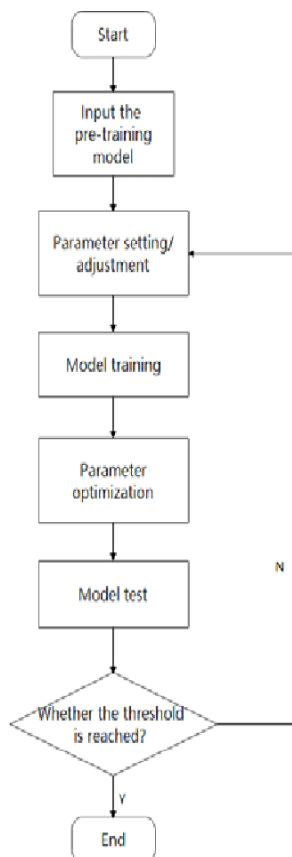 Start
Input the
pre-training
model
Parameter setting/
adjustment
Model training
Parameter
optimization
Model test
N
Whether the threshold
is reached?
Y
End